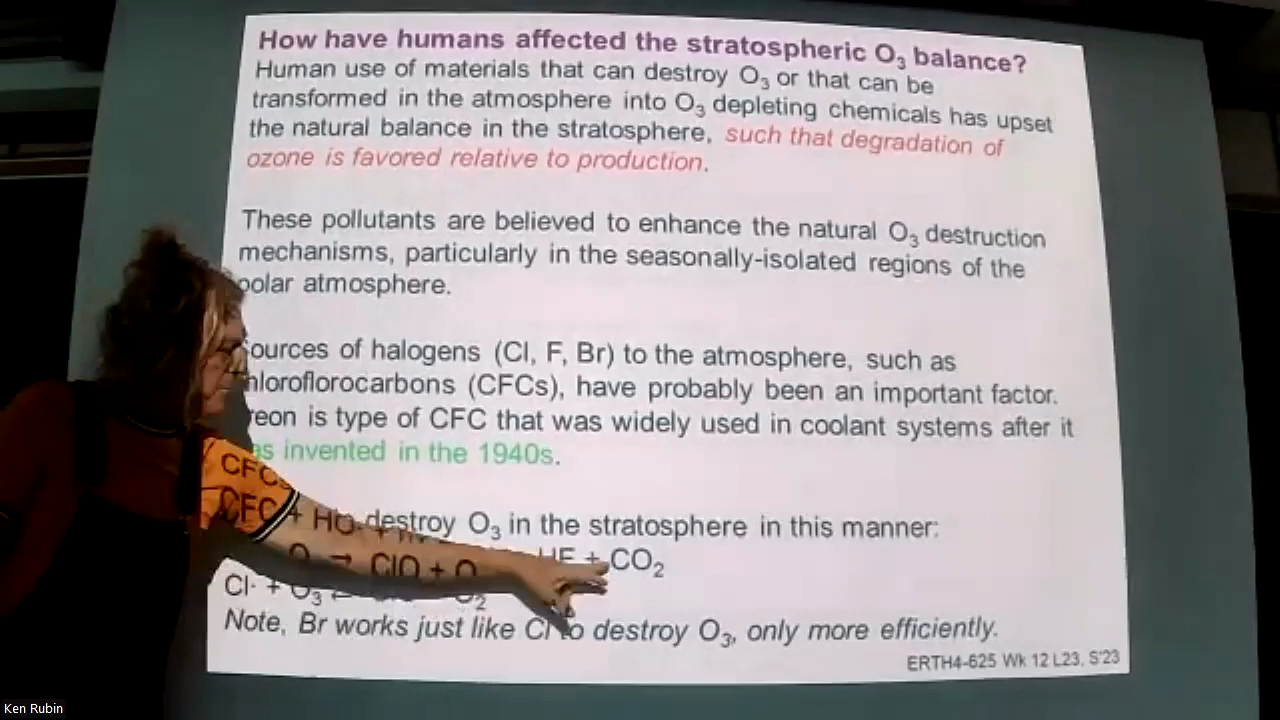 How have humans affected the stratospheric O₃ balance?
Human use of materials that can destroy O₃ or that can be
transformed in the atmosphere into O₃ depleting chemicals has upset
the natural balance in the stratosphere, such that degradation of
ozone is favored relative to production.
These pollutants are believed to enhance the natural O₃ destruction
mechanisms, particularly in the seasonally-isolated regions of the
polar atmosphere.
ources of halogens (Cl, F, Br) to the atmosphere, such as
hloroflorocarbons (CFCs), have probably been an important factor.
reon is type of CFC that was widely used in coolant systems after it
as invented in the 1940s.
CFCs
destroy O₃ in the stratosphere in this manner:
CFC + H HF + CO₂
Cl· + O₃ → ClO + O₂
Note, Br works just like Cl to destroy O₃, only more efficiently.
ERTH4-625 Wk 12 L23, S'23
Ken Rubin